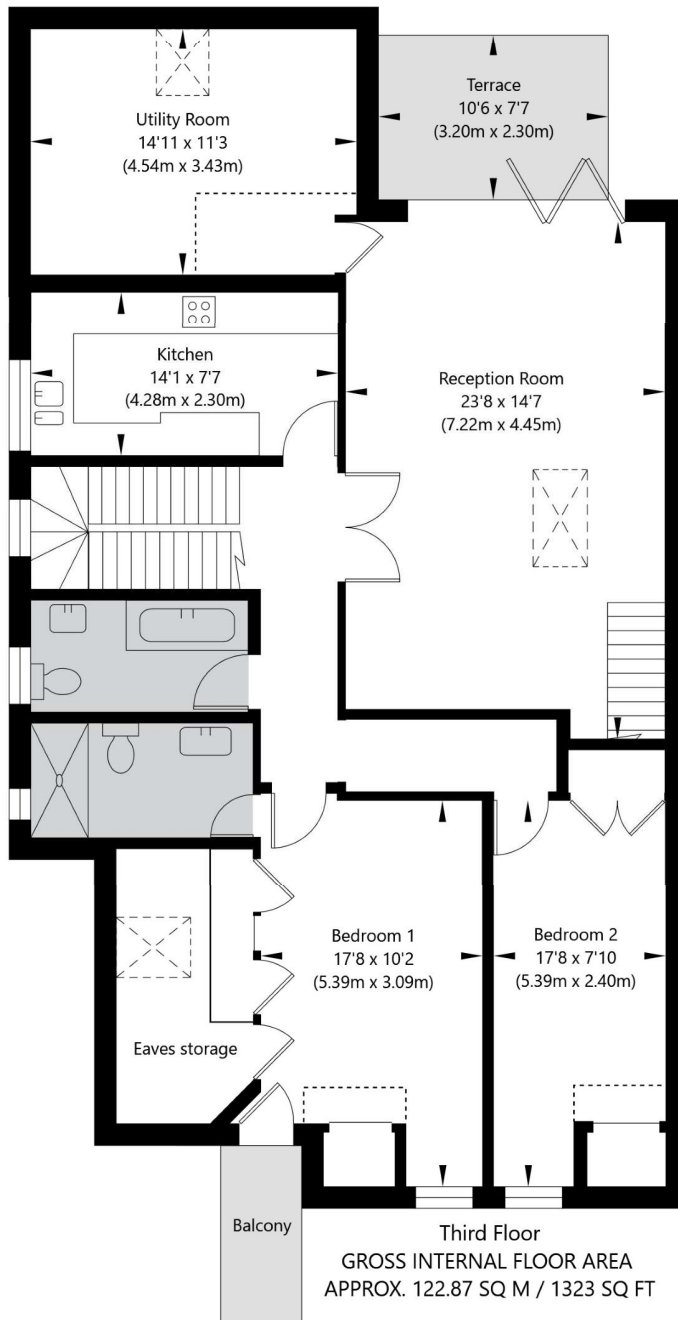 Terrace
10'6 x 7'7
(3.20m x 2.30m)
Utility Room
14'11 x 11'3
(4.54m x 3.43m)
Kitchen
14'1 x 7'7
(4.28m x 2.30m)
Reception Room
23'8 x 14'7
(7.22m x 4.45m)
Bedroom 1
17'8 x 10'2
(5.39m x 3.09m)
Bedroom 2
17'8 x 7'10
(5.39m x 2.40m)
Eaves storage
Balcony
Third Floor
GROSS INTERNAL FLOOR AREA
APPROX. 122.87 SQ M / 1323 SQ FT